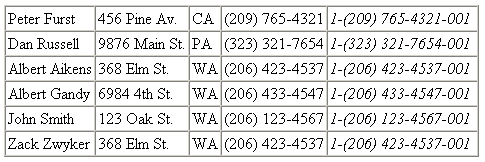 Peter Furst 456 Pine Av. CA (209) 765-4321 1-(209) 765-4321-001
Dan Russell 9876 Main St. PA (323) 321-7654 1-(323) 321-7654-001
Albert Aikens 368 Elm St. WA (206) 423-4537 1-(206) 423-4537-001
Albert Gandy 6984 4th St. WA (206) 433-4547 1-(206) 433-4547-001
John Smith 123 Oak St. WA (206) 123-4567 1-(206) 123-4567-001
Zack Zwyker 368 Elm St. WA (206) 423-4537 1-(206) 423-4537-001